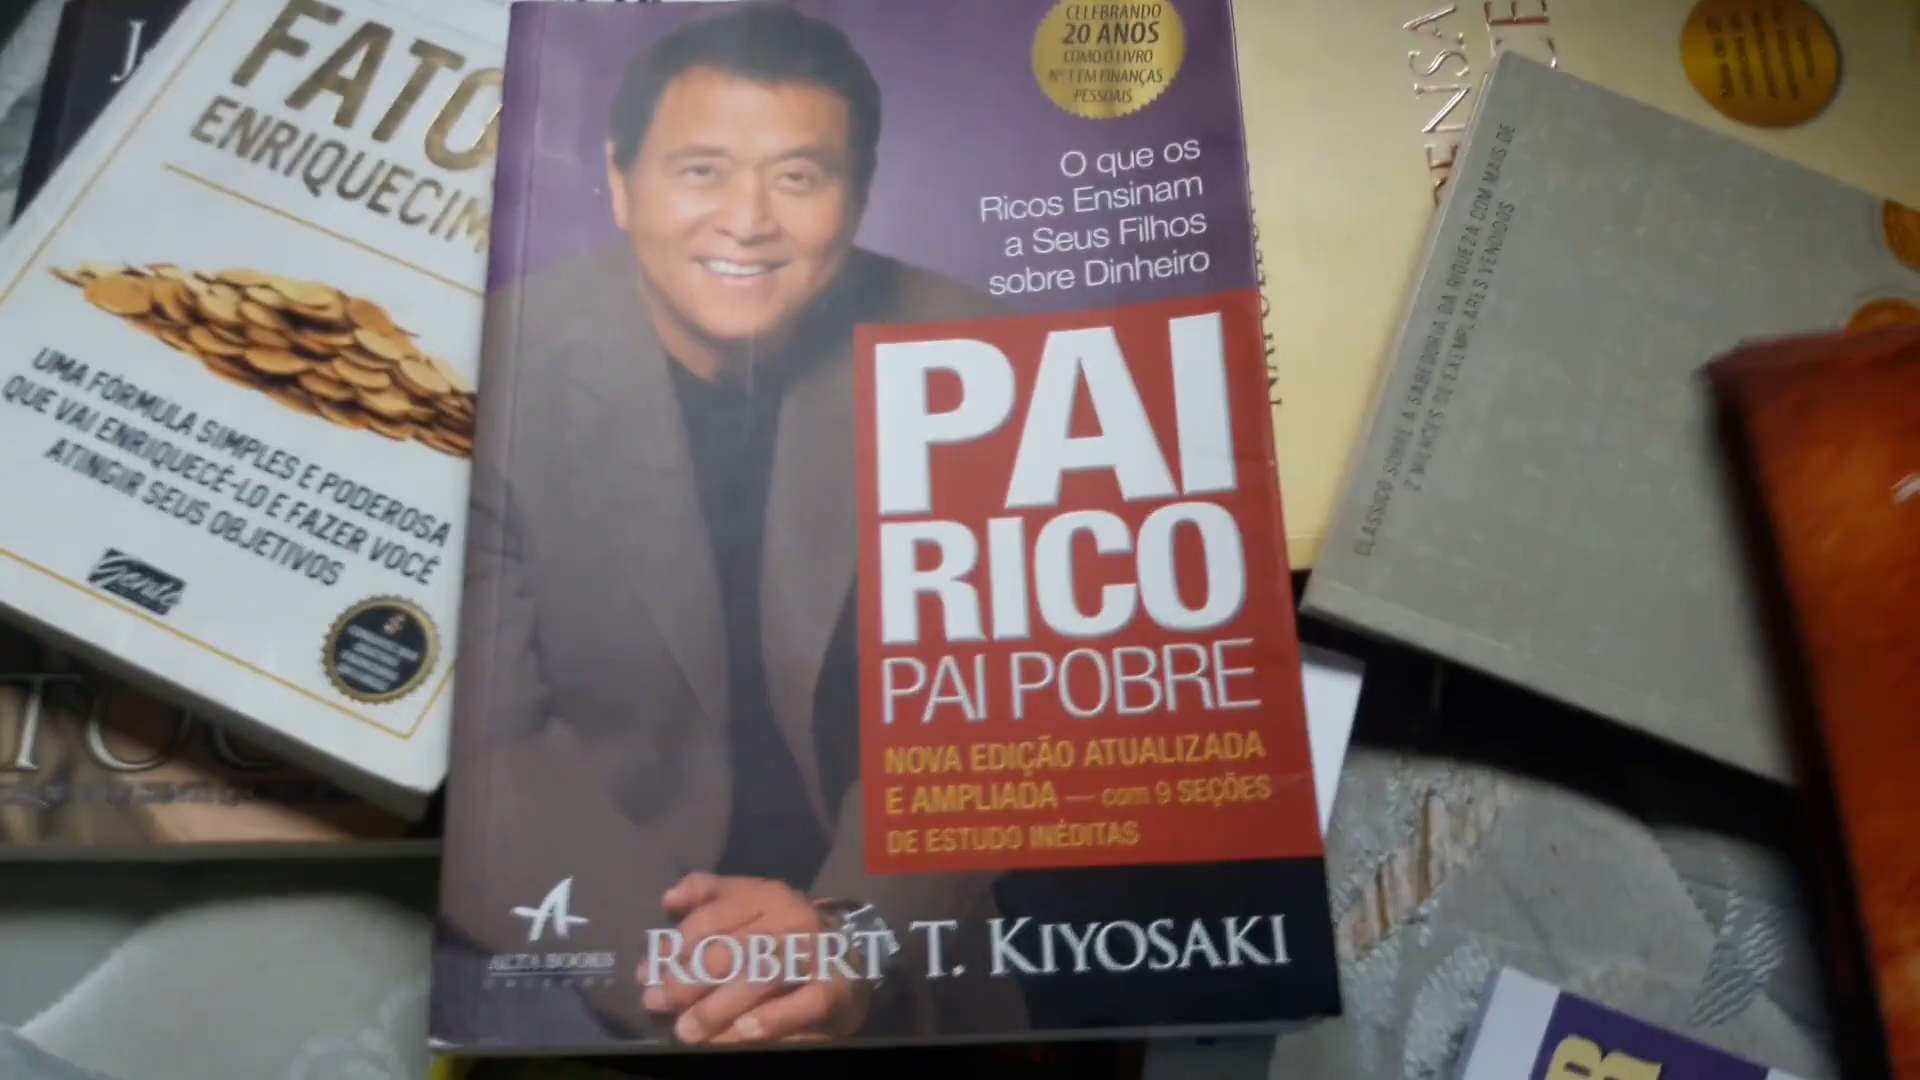 FATO
ENRIQUECIM
UMA FÓRMULA SIMPLES E PODEROSA
QUE VAI ENRIQUECÊ-LO E FAZER VOCÊ
ATINGIR SEUS OBJETIVOS
Gente
CELEBRANDO
20 ANOS
COMO O LIVRO
Nº 1 EM FINANÇAS
PESSOAIS
O que os
Ricos Ensinam
a Seus Filhos
sobre Dinheiro
PAI
RICO
PAI POBRE
NOVA EDIÇÃO ATUALIZADA
E AMPLIADA — com 9 SEÇÕES
DE ESTUDO INÉDITAS
ALTA BOOKS
EDITORA
ROBERT T. KIYOSAKI
CLÁSSICO SOBRE A SABEDORIA DA RIQUEZA COM MAIS DE
2 MILHÕES DE EXEMPLARES VENDIDOS